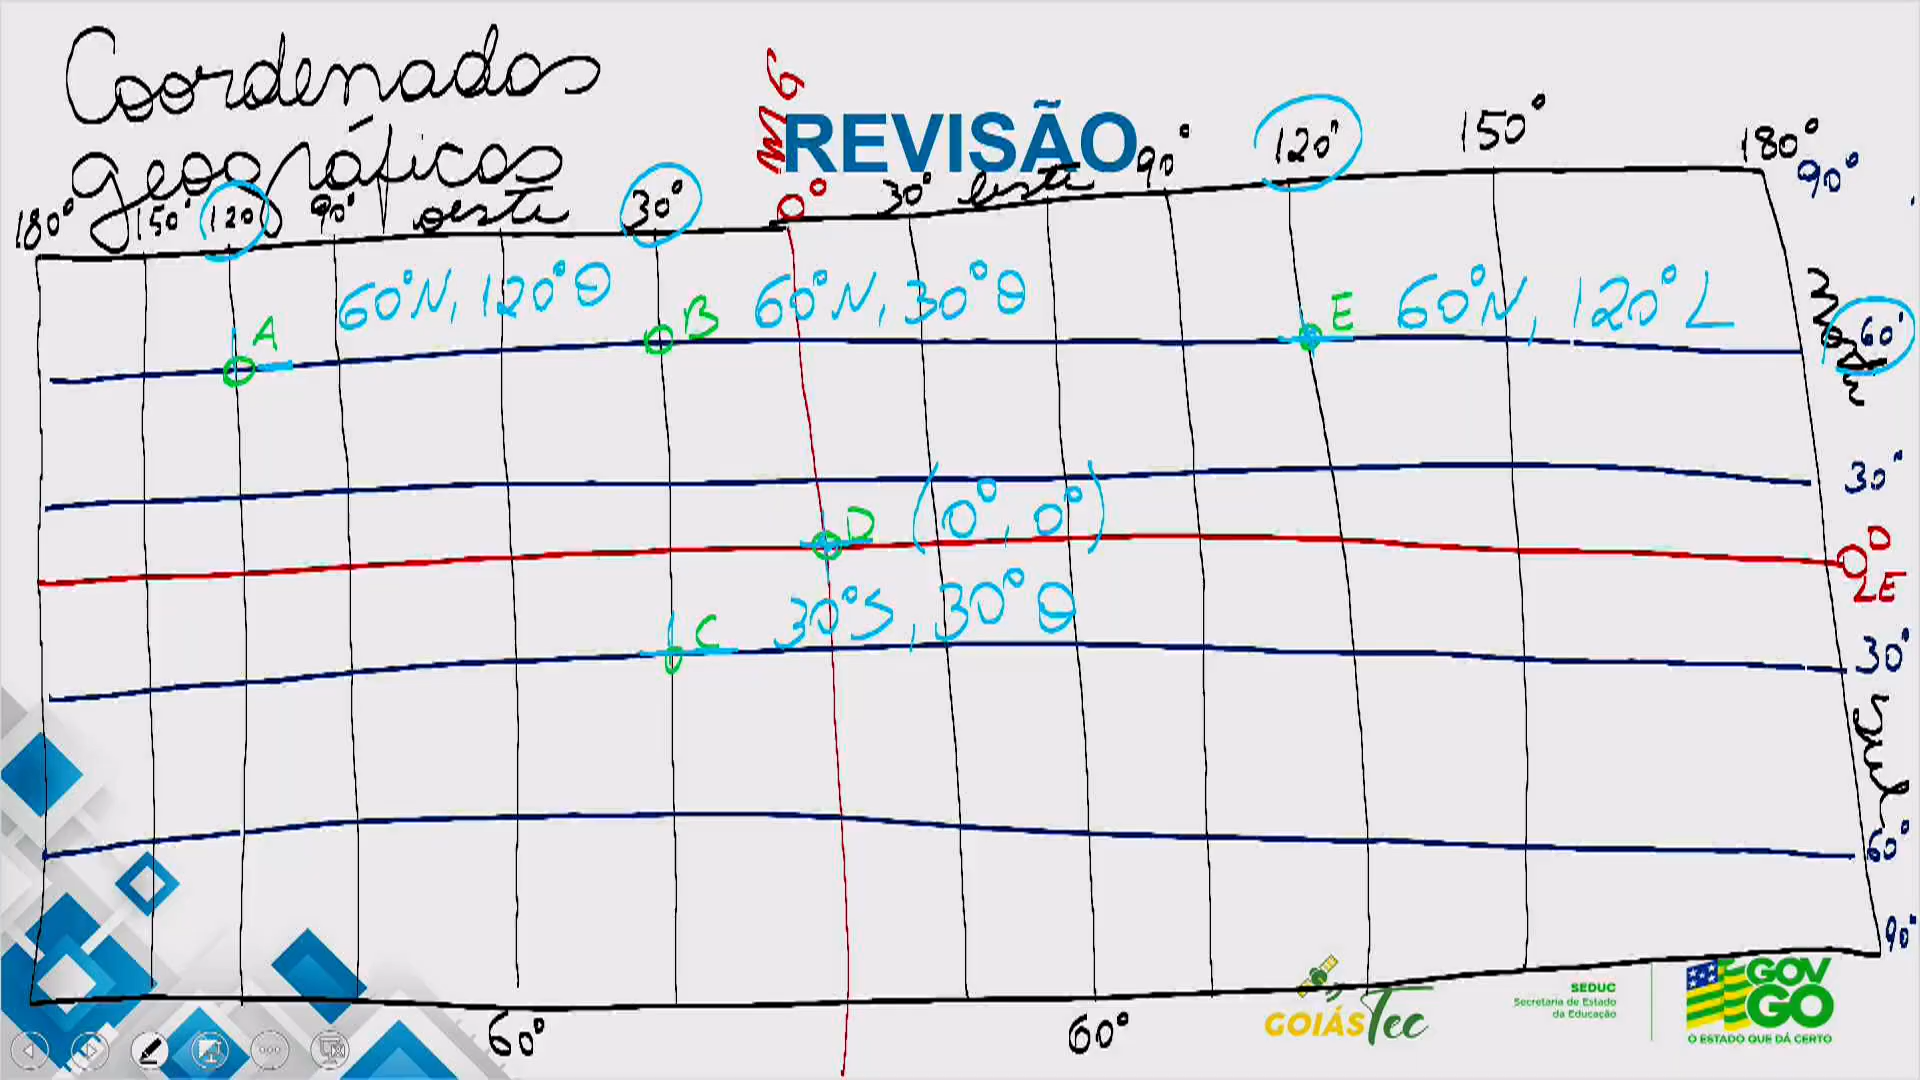 Coordenadas
geográficas
MG
REVISÃO
180° 150° 120° 90° oeste 30° 0° 30° leste 90° 120° 150° 180°
90°
60°N, 120°O
60°N, 30°O
60°N, 120°L
A
B
E
norte
60°
30°
D
(0°, 0°)
0°
LE
C
30°S, 30°O
30°
Sul
60°
90°
60°
60°
GOIÁSTec
SEDUC
Secretaria de Estado
da Educação
GOV
GO
O ESTADO QUE DÁ CERTO